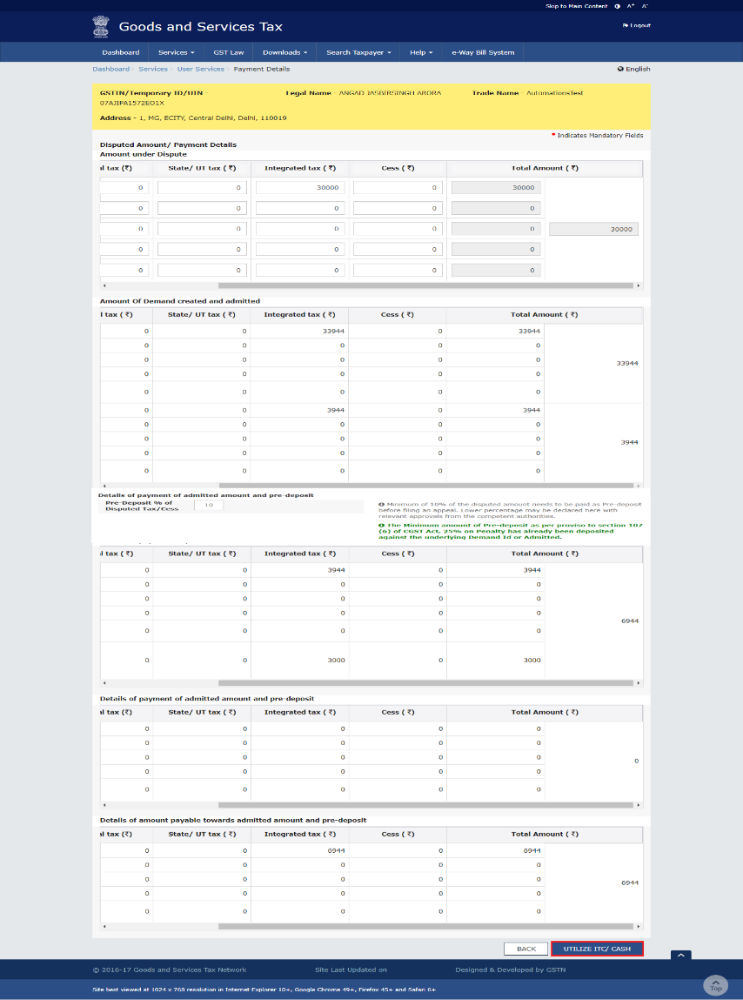 Skip to Main Content A+ A-
Goods and Services Tax
Logout
Dashboard Services GST Law Downloads Search Taxpayer Help e-Way Bill System
Dashboard Services User Services Payment Details English
GSTIN/Temporary ID/UIN - Legal Name - ANGAD JASBIRSINGH ARORA Trade Name - AutomationsTest
07AJIPA1572EO1X
Address - 1, MG, ECITY, Central Delhi, Delhi, 110019
• Indicates Mandatory Fields
Disputed Amount/ Payment Details
Amount under Dispute
al tax (₹) State/ UT tax ( ₹) Integrated tax ( ₹) Cess ( ₹) Total Amount ( ₹)
0 0 30000 0 30000
0 0 0 0 0
0 0 0 0 0 30000
0 0 0 0 0
0 0 0 0 0
Amount Of Demand created and admitted
l tax ( ₹) State/ UT tax ( ₹) Integrated tax ( ₹) Cess ( ₹) Total Amount ( ₹)
0 0 33944 0 33944
0 0 0 0 0
0 0 0 0 0
33944
0 0 0 0 0
0 0 0 0 0
0 0 3944 0 3944
0 0 0 0 0
0 0 0 0 0
3944
0 0 0 0 0
0 0 0 0 0
Details of payment of admitted amount and pre-deposit
Pre-Deposit % of Disputed Tax/Cess 10
Minimum of 10% of the disputed amount needs to be paid as Pre-deposit
before filing an appeal. Lower percentage may be declared here with
relevant approvals from the competent authorities.
The Minimum amount of Pre-deposit as per proviso to section 107
(6) of CGST Act, 25% on Penalty has already been deposited
against the underlying Demand Id or Admitted.
al tax ( ₹) State/ UT tax ( ₹) Integrated tax ( ₹) Cess ( ₹) Total Amount ( ₹)
0 0 3944 0 3944
0 0 0 0 0
0 0 0 0 0
0 0 0 0 0
6944
0 0 0 0 0
0 0 3000 0 3000
Details of payment of admitted amount and pre-deposit
al tax (₹) State/ UT tax ( ₹) Integrated tax ( ₹) Cess ( ₹) Total Amount ( ₹)
0 0 0 0 0
0 0 0 0 0
0 0 0 0 0
0
0 0 0 0 0
0 0 0 0 0
Details of amount payable towards admitted amount and pre-deposit
al tax (₹) State/ UT tax ( ₹) Integrated tax ( ₹) Cess ( ₹) Total Amount ( ₹)
0 0 6944 0 6944
0 0 0 0 0
0 0 0 0 0
6944
0 0 0 0 0
0 0 0 0 0
BACK UTILIZE ITC/ CASH
© 2016-17 Goods and Services Tax Network Site Last Updated on Designed & Developed by GSTN
Site best viewed at 1024 x 768 resolution in Internet Explorer 10+, Google Chrome 49+, Firefox 45+ and Safari 6+
Top